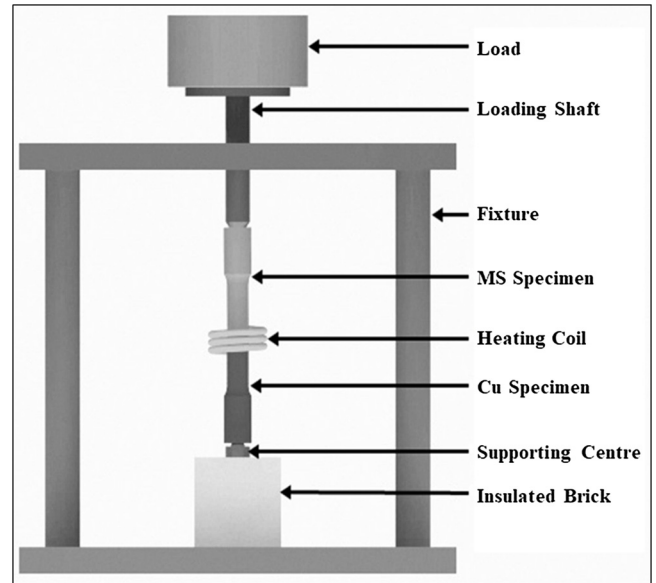 Load
Loading Shaft
Fixture
MS Specimen
Heating Coil
Cu Specimen
Supporting Centre
Insulated Brick